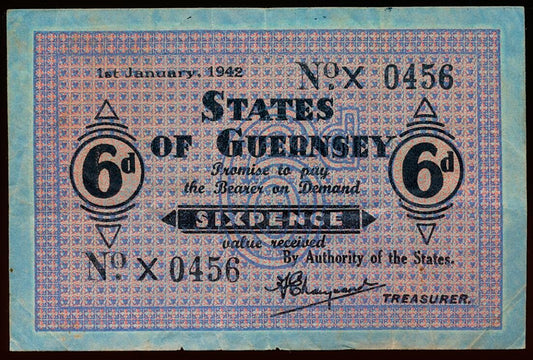 1st January, 1942
No. X 0456
STATES
OF GUERNSEY
6d
6d
Promise to pay
the Bearer on Demand
SIXPENCE
value received
By Authority of the States.
No X 0456
TREASURER.